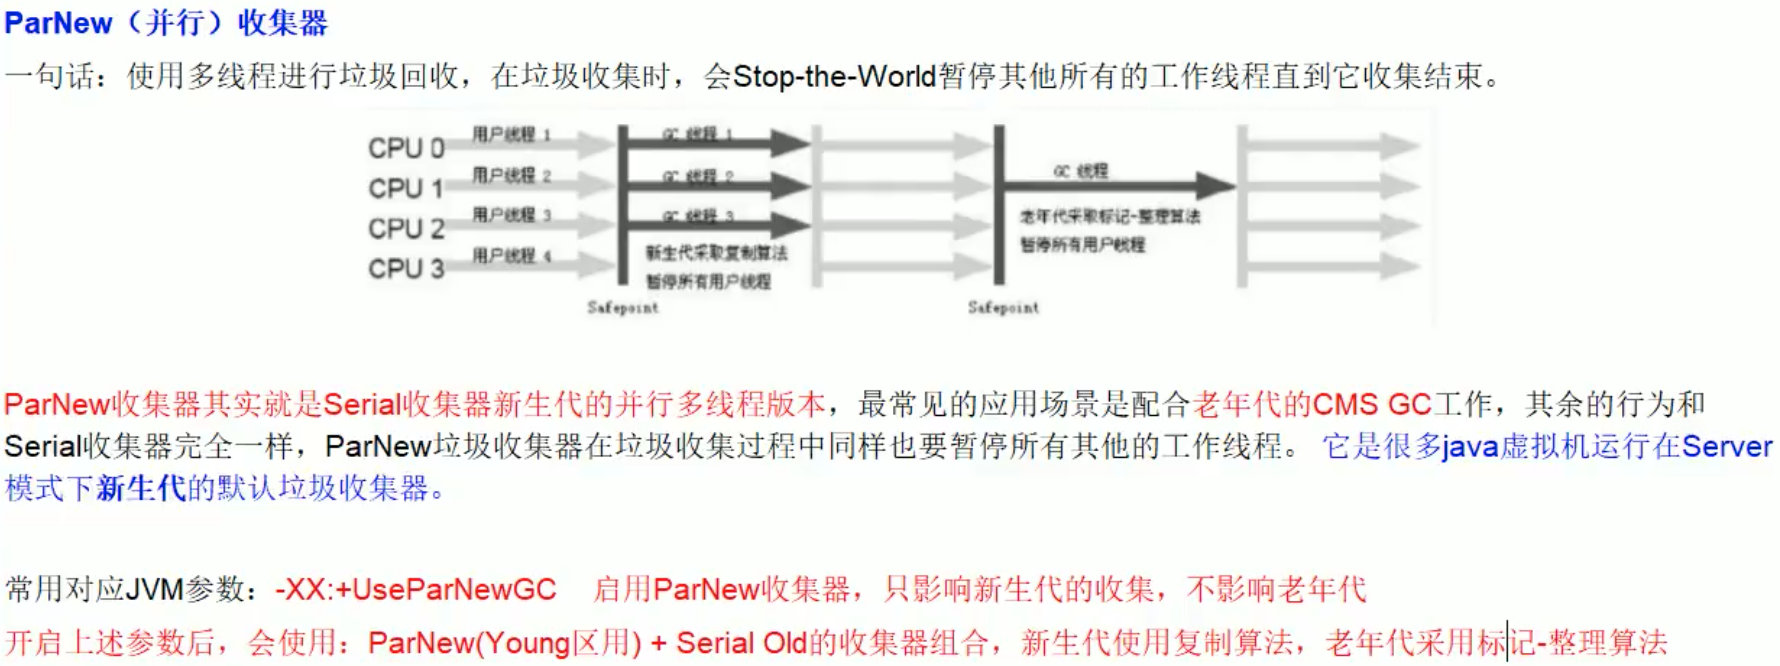 ParNew（并行）收集器
一句话：使用多线程进行垃圾回收，在垃圾收集时，会Stop-the-World暂停其他所有的工作线程直到它收集结束。
CPU 0 用户线程 1 GC 线程 1
CPU 1 用户线程 2 GC 线程 2 GC 线程
CPU 2 用户线程 3 GC 线程 3 老年代采取标记-整理算法
CPU 3 用户线程 4 新生代采取复制算法 暂停所有用户线程
暂停所有用户线程
Safepoint Safepoint
ParNew收集器其实就是Serial收集器新生代的并行多线程版本，最常见的应用场景是配合老年代的CMS GC工作，其余的行为和
Serial收集器完全一样，ParNew垃圾收集器在垃圾收集过程中同样也要暂停所有其他的工作线程。 它是很多java虚拟机运行在Server
模式下新生代的默认垃圾收集器。
常用对应JVM参数：-XX:+UseParNewGC 启用ParNew收集器，只影响新生代的收集，不影响老年代
开启上述参数后，会使用：ParNew(Young区用) + Serial Old的收集器组合，新生代使用复制算法，老年代采用标记-整理算法